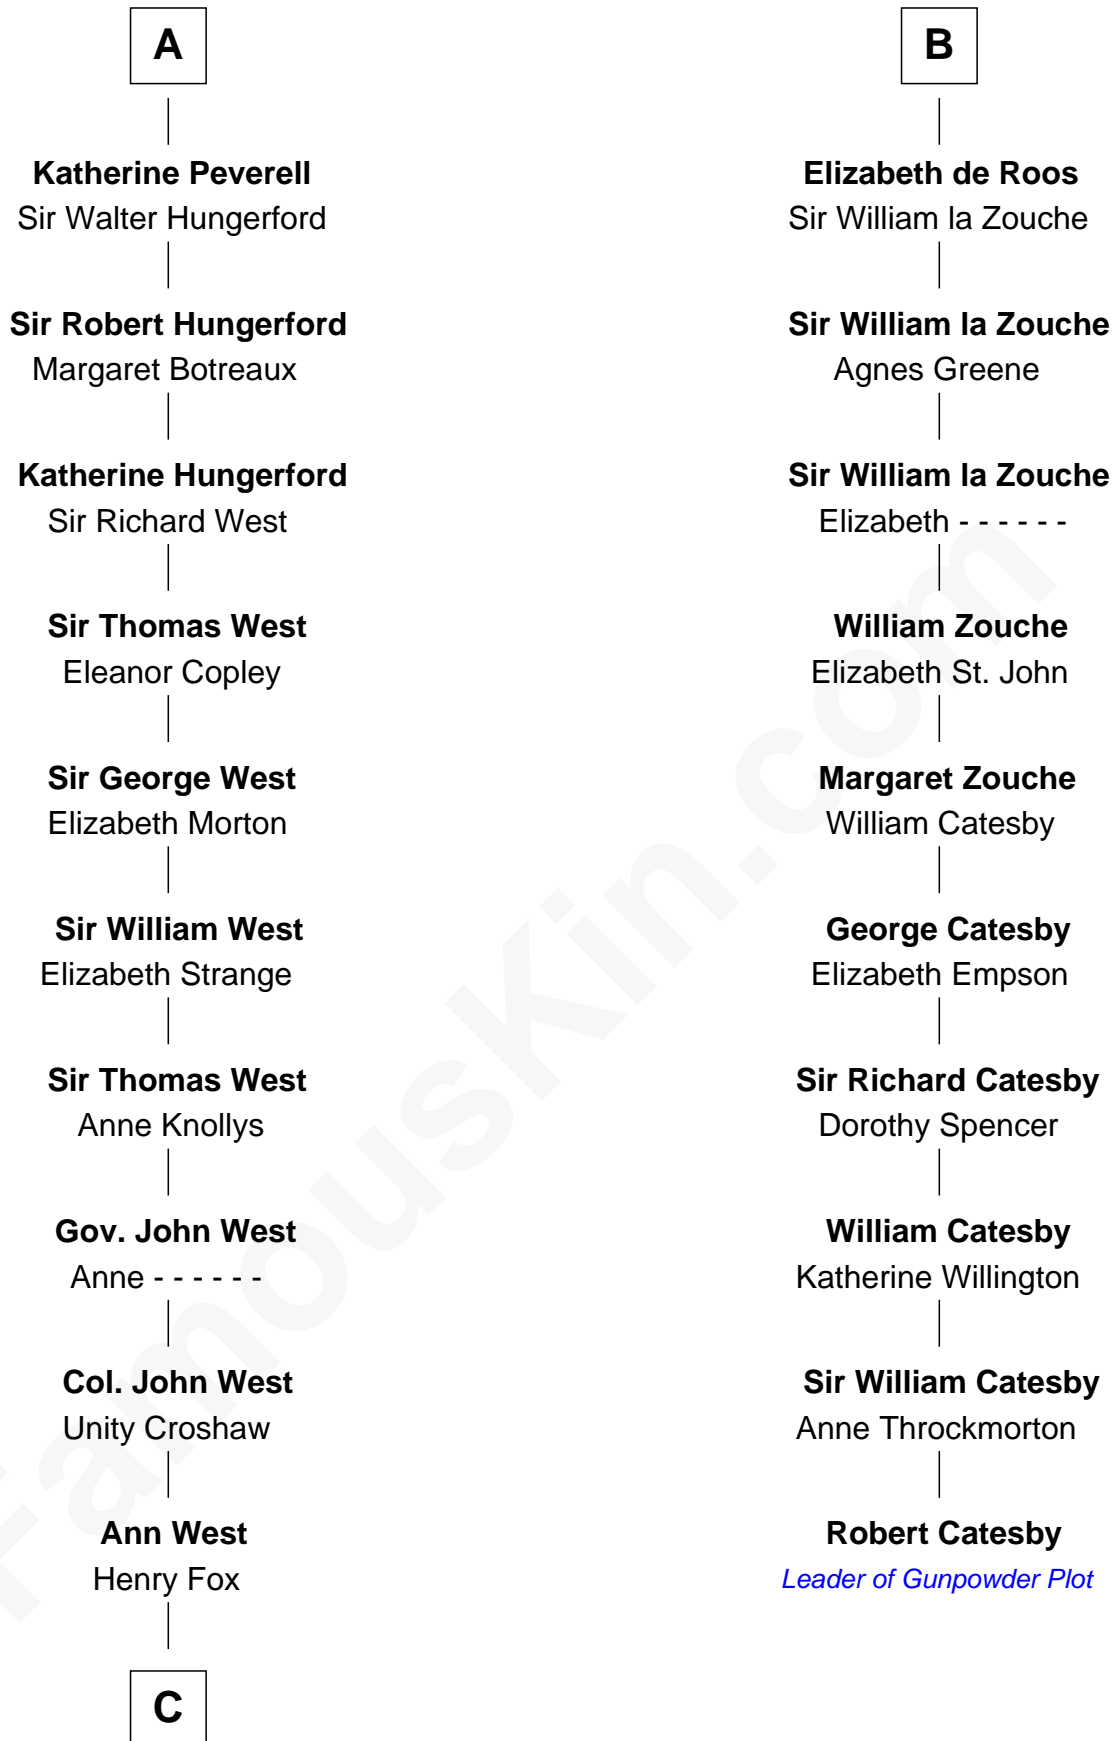 A
Katherine Peverell
Sir Walter Hungerford
Sir Robert Hungerford
Margaret Botreaux
Katherine Hungerford
Sir Richard West
Sir Thomas West
Eleanor Copley
Sir George West
Elizabeth Morton
Sir William West
Elizabeth Strange
Sir Thomas West
Anne Knollys
Gov. John West
Anne - - - - - -
Col. John West
Unity Croshaw
Ann West
Henry Fox
C
B
Elizabeth de Roos
Sir William la Zouche
Sir William la Zouche
Agnes Greene
Sir William la Zouche
Elizabeth - - - - - -
William Zouche
Elizabeth St. John
Margaret Zouche
William Catesby
George Catesby
Elizabeth Empson
Sir Richard Catesby
Dorothy Spencer
William Catesby
Katherine Willington
Sir William Catesby
Anne Throckmorton
Robert Catesby
Leader of Gunpowder Plot
FamousKin.com